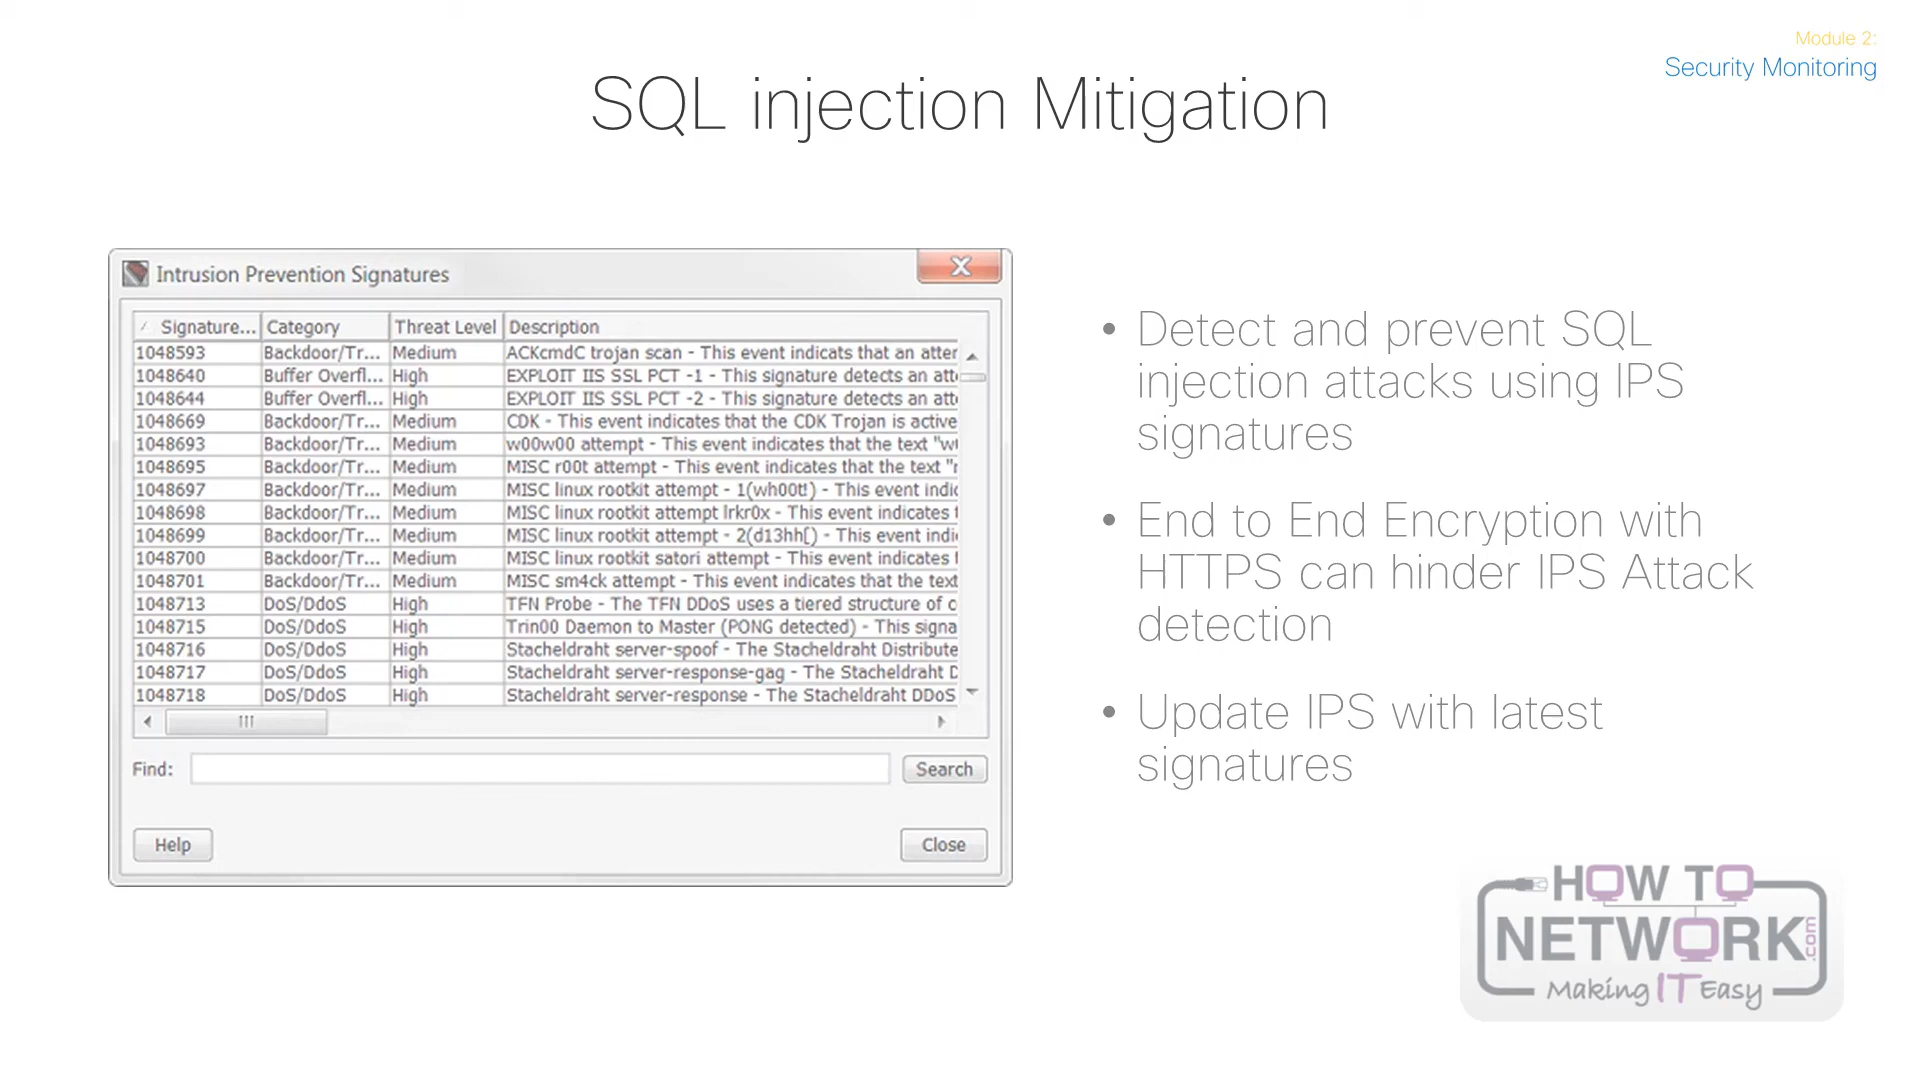 Module 2:
Security Monitoring
SQL injection Mitigation
Intrusion Prevention Signatures
Signature... Category Threat Level Description
1048593 Backdoor/Tr... Medium ACKcmdC trojan scan - This event indicats that an atter
1048640 Buffer Overfl... High EXPLOIT IIS SSL PCT -1 - This signature detects an att
1048644 Buffer Overfl... High EXPLOIT IIS SSL PCT -2 - This signature detects an att
1048669 Backdoor/Tr... Medium CDK - This event indicates that the CDK Trojan is active
1048693 Backdoor/Tr... Medium w00w00 attempt - This event indicates that the text "w
1048695 Backdoor/Tr... Medium MISC r00t attempt - This event indicates that the text "r
1048697 Backdoor/Tr... Medium MISC linux rootkit attempt - 1(wh00t!) - This event indic
1048698 Backdoor/Tr... Medium MISC linux rootkit attempt lrkr0x - This event indicates
1048699 Backdoor/Tr... Medium MISC linux rootkit attempt - 2(d13hh[) - This event indi
1048700 Backdoor/Tr... Medium MISC linux rootkit satori attempt - This event indicates
1048701 Backdoor/Tr... Medium MISC sm4ck attempt - This event indicates that the text
1048713 DoS/DdoS High TFN Probe - The TFN DDoS uses a tiered structure of c
1048715 DoS/DdoS High Trin00 Daemon to Master (PONG detected) - This signa
1048716 DoS/DdoS High Stacheldraht server-spoof - The Stacheldraht Distribute
1048717 DoS/DdoS High Stacheldraht server-response-gag - The Stacheldraht D
1048718 DoS/DdoS High Stacheldraht server-response - The Stacheldraht DDoS
Find: Search
Help Close
• Detect and prevent SQL
injection attacks using IPS
signatures
• End to End Encryption with
HTTPS can hinder IPS Attack
detection
• Update IPS with latest
signatures
HOW TO
NETWORK.com
Making IT Easy